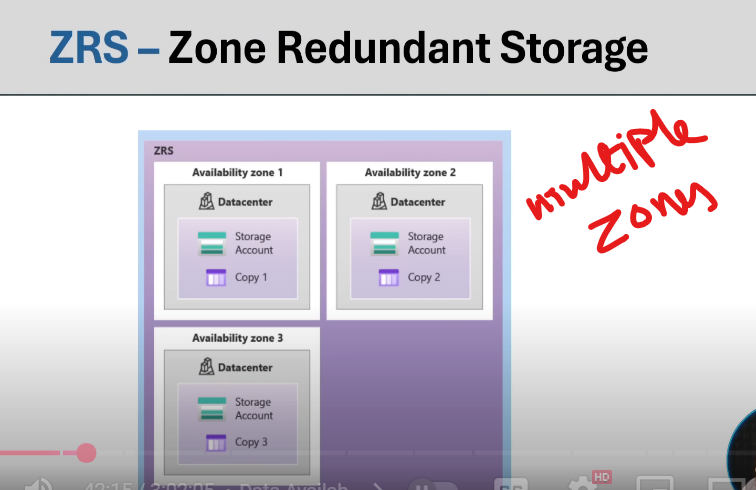 ZRS – Zone Redundant Storage
multiple
zones
ZRS
Availability zone 1
Datacenter
Storage
Account
Copy 1
Availability zone 2
Datacenter
Storage
Account
Copy 2
Availability zone 3
Datacenter
Storage
Account
Copy 3
HD